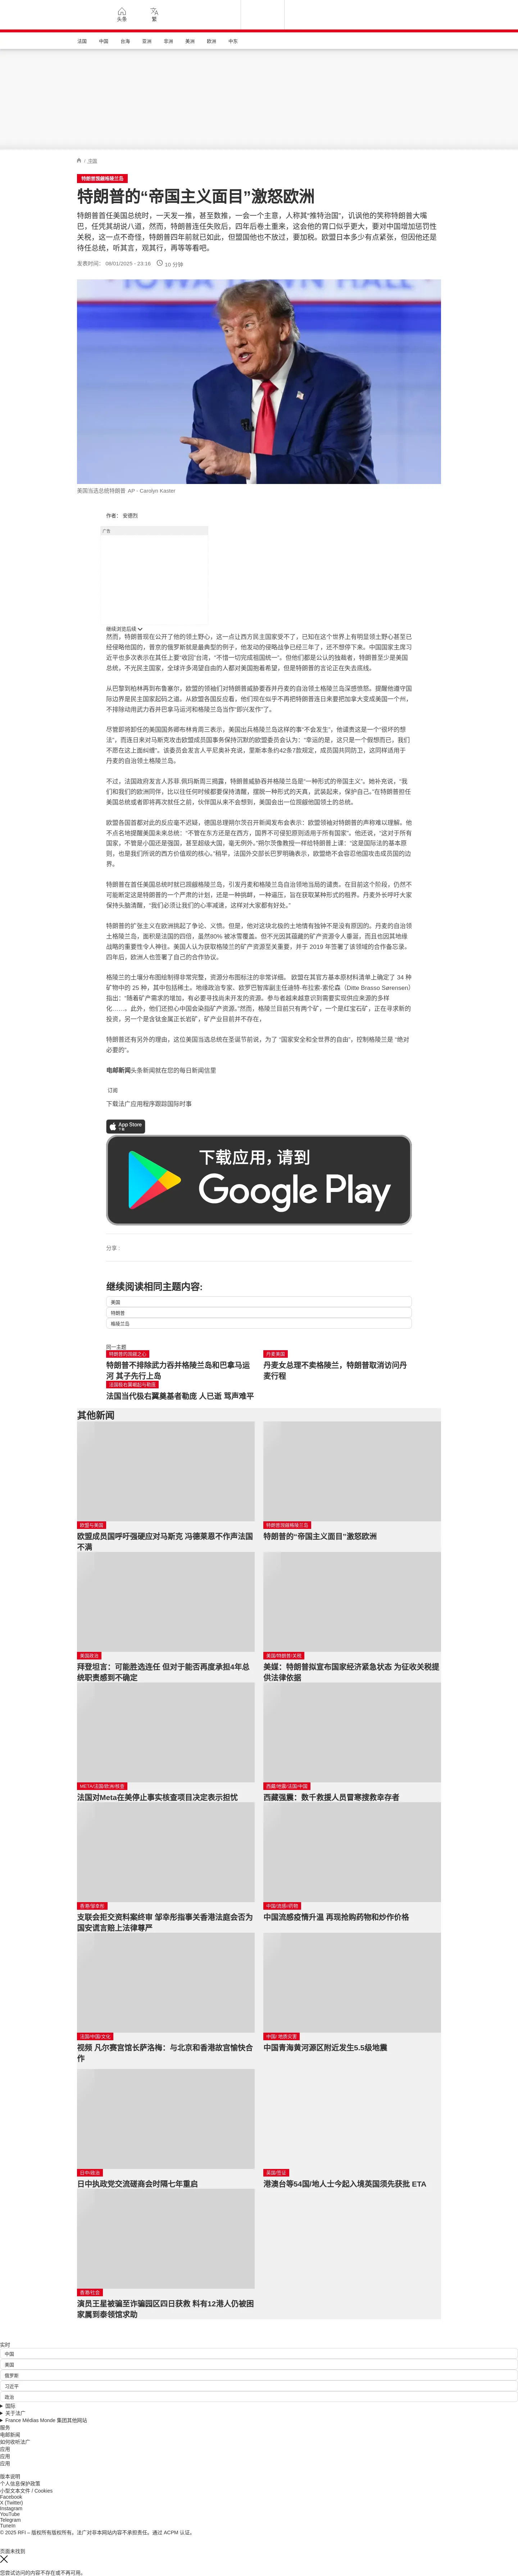 头条
繁
法国
中国
台海
亚洲
非洲
美洲
欧洲
中东
/ 美国
特朗普觊觎格陵兰岛
特朗普的“帝国主义面目”激怒欧洲
特朗普首任美国总统时，一天发一推，甚至数推，一会一个主意，人称其“推特治国”，讥讽他的笑称特朗普大嘴
巴，任凭其胡说八道，然而，特朗普连任失败后，四年后卷土重来，这会他的胃口似乎更大，要对中国增加惩罚性
关税，这一点不奇怪，特朗普四年前就已如此，但盟国他也不放过，要加税。欧盟日本多少有点紧张，但因他还是
待任总统，听其言，观其行，再等等看吧。
发表时间： 08/01/2025 - 23:16
10 分钟
美国当选总统特朗普 AP - Carolyn Kaster
作者： 安德烈
广告
继续浏览后续
然而，特朗普现在公开了他的领土野心，这一点让西方民主国家受不了，已知在这个世界上有明显领土野心甚至已
经侵略他国的，普京的俄罗斯就是最典型的例子，他发动的侵略战争已经三年了，还不想停下来。中国国家主席习
近平也多次表示在其任上要“收回”台湾，“不惜一切完成祖国统一”。但他们都是公认的独裁者，特朗普至少是美国
总统，不光民主国家，全球许多渴望自由的人都对美国抱着希望，但是特朗普的言论正在失去底线。
从巴黎到柏林再到布鲁塞尔，欧盟的领袖们对特朗普威胁要吞并丹麦的自治领土格陵兰岛深感愤怒。提醒他遵守国
际边界是民主国家起码之道。从欧盟各国反应看，他们现在似乎不再把特朗普连日来要把加拿大变成美国一个州，
不排除动用武力吞并巴拿马运河和格陵兰岛当作“即兴发作”了。
尽管即将卸任的美国国务卿布林肯周三表示，美国出兵格陵兰岛这样的事“不会发生”，他谴责这是一个“很坏的想
法”，而连日来对马斯克攻击欧盟成员国事务保持沉默的欧盟委员会认为：“幸运的是，这只是一个假想而已，我们
不愿在这上面纠缠”。该委员会发言人平尼奥补充说，里斯本条约42条7款规定，成员国共同防卫，这同样适用于
丹麦的自治领土格陵兰岛。
不过，法国政府发言人苏菲·佩玛斯周三揭露，特朗普威胁吞并格陵兰岛是“一种形式的帝国主义”。她补充说，“我
们和我们的欧洲同伴，比以往任何时候都要保持清醒，摆脱一种形式的天真，武装起来，保护自己。”在特朗普担任
美国总统或者即将再次就任之前，伙伴国从来不会想到，美国会出一位觊觎他国领土的总统。
欧盟各国首都对此的反应毫不迟疑，德国总理朔尔茨召开新闻发布会表示：欧盟领袖对特朗普的声称难以理解。他
不点名地提醒美国未来总统：“不管在东方还是在西方，国界不可侵犯原则适用于所有国家”。他还说，“这对于所有
国家，不管是小国还是强国，甚至超级大国，毫无例外。”朔尔茨像教授一样给特朗普上课：“这是国际法的基本原
则，也是我们所说的西方价值观的核心。”稍早，法国外交部长巴罗明确表示，欧盟绝不会容忍他国攻击成员国的边
界。
特朗普在首任美国总统时就已觊觎格陵兰岛，引发丹麦和格陵兰岛自治领地当局的谴责。在目前这个阶段，仍然不
可能断定这是特朗普的一个严肃的计划，还是一种挑衅，一种逼压，旨在获取某种形式的租界。丹麦外长呼吁大家
保持头脑清醒，“我们必须让我们的心率减速，这样对大家都有好处。”
特朗普的扩张主义在欧洲挑起了争论、义愤。但是，他对这块北极的土地情有独钟不是没有原因的。丹麦的自治领
土格陵兰岛，面积是法国的四倍，虽然80% 被冰雪覆盖。但不光因其蕴藏的矿产资源令人垂涎，而且也因其地缘
战略的重要性令人神往。美国人认为获取格陵兰的矿产资源至关重要，并于 2019 年签署了该领域的合作备忘录。
四年后，欧洲人也签署了自己的合作协议。
格陵兰的土壤分布图绘制得非常完整，资源分布图标注的非常详细。 欧盟在其官方基本原材料清单上确定了 34 种
矿物中的 25 种，其中包括稀土。地缘政治专家、欧罗巴智库副主任迪特-布拉索-索伦森（Ditte Brasso Sørensen）
指出：“随着矿产需求的增加，有必要寻找尚未开发的资源。参与者越来越意识到需要实现供应来源的多样
化……。此外，他们还担心中国会染指矿产资源。”然而，格陵兰目前只有两个矿，一个是红宝石矿，正在寻求新的
投资，另一个是含钛金属正长岩矿，矿产业目前并不存在，
特朗普还有另外的理由，这位美国当选总统在圣诞节前说，为了 “国家安全和全世界的自由”，控制格陵兰是 “绝对
必要的”。
电邮新闻头条新闻就在您的每日新闻信里
订阅
下载法广应用程序跟踪国际时事
App Store
下载
下载应用，请到
Google Play
分享 :
继续阅读相同主题内容:
美国
特朗普
格陵兰岛
同一主题
特朗普的觊觎之心
特朗普不排除武力吞并格陵兰岛和巴拿马运
河 其子先行上岛
丹麦美国
丹麦女总理不卖格陵兰，特朗普取消访问丹
麦行程
法国极右翼崛起与勒庞
法国当代极右翼奠基者勒庞 人已逝 骂声难平
其他新闻
欧盟与美国
欧盟成员国呼吁强硬应对马斯克 冯德莱恩不作声法国
不满
特朗普觊觎格陵兰岛
特朗普的“帝国主义面目”激怒欧洲
美国政治
拜登坦言：可能胜选连任 但对于能否再度承担4年总
统职责感到不确定
美国/特朗普/关税
美媒：特朗普拟宣布国家经济紧急状态 为征收关税提
供法律依据
META/法国/欧洲/核查
法国对Meta在美停止事实核查项目决定表示担忧
西藏/地震/法国/中国
西藏强震：数千救援人员冒寒搜救幸存者
香港/邹幸彤
支联会拒交资料案终审 邹幸彤指事关香港法庭会否为
国安谎言赔上法律尊严
中国/流感/药物
中国流感疫情升温 再现抢购药物和炒作价格
法国/中国/文化
视频 凡尔赛宫馆长萨洛梅：与北京和香港故宫愉快合
作
中国/ 地质灾害
中国青海黄河源区附近发生5.5级地震
日中/政治
日中执政党交流磋商会时隔七年重启
英国/签证
港澳台等54国/地人士今起入境英国须先获批 ETA
香港/社会
演员王星被骗至诈骗园区四日获救 料有12港人仍被困
家属到泰领馆求助
实时
中国
美国
俄罗斯
习近平
政治
国际
关于法广
France Médias Monde 集团其他网站
服务
电邮新闻
如何收听法广
应用
应用
应用
版本说明
个人信息保护政策
小型文本文件 / Cookies
Facebook
X (Twitter)
Instagram
YouTube
Telegram
TuneIn
© 2025 RFI – 版权所有版权所有。法广对非本网站内容不承担责任。通过 ACPM 认证。
页面未找到
您尝试访问的内容不存在或不再可用。